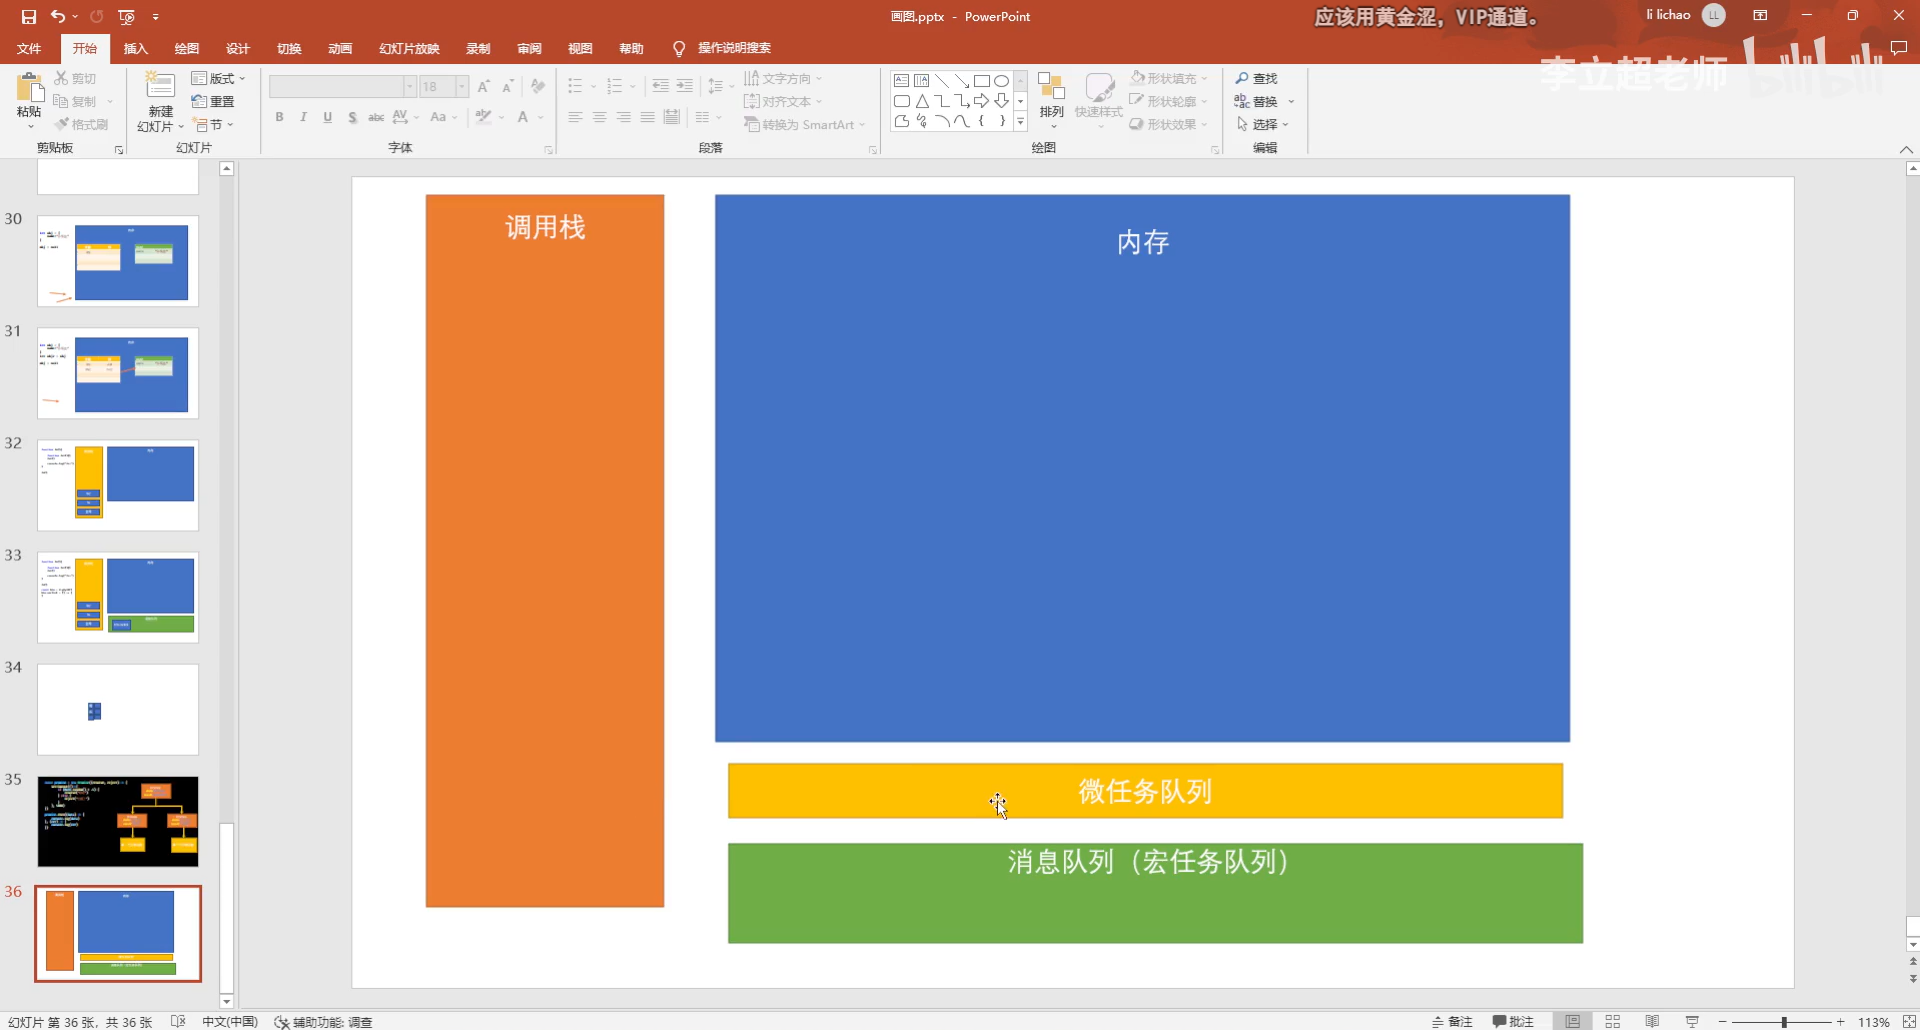 画图.pptx - PowerPoint
应该用黄金涩，VIP通道。
li lichao
LL
文件 开始 插入 绘图 设计 切换 动画 幻灯片放映 录制 审阅 视图 帮助 操作说明搜索
李立超老师 bilibili
粘贴 剪切 复制 格式刷
剪贴板
新建幻灯片 版式 重置 节
幻灯片
18
B I U S abc AV Aa A
字体
文字方向
对齐文本
转换为 SmartArt
段落
排列 快速样式
形状填充
形状轮廓
形状效果
绘图
查找
替换
选择
编辑
30
31
32
33
34
35
36
调用栈
内存
微任务队列
消息队列（宏任务队列）
幻灯片 第 36 张，共 36 张 中文(中国) 辅助功能: 调查 备注 批注 113%